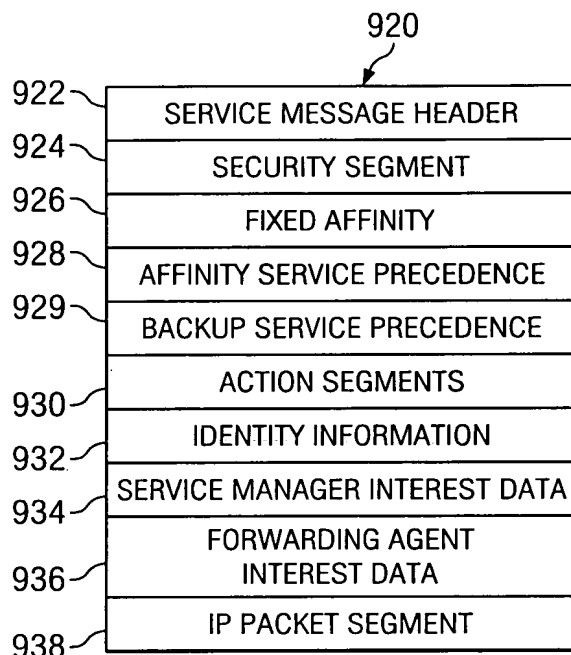 920
922 SERVICE MESSAGE HEADER
924 SECURITY SEGMENT
926 FIXED AFFINITY
928 AFFINITY SERVICE PRECEDENCE
929 BACKUP SERVICE PRECEDENCE
930 ACTION SEGMENTS
932 IDENTITY INFORMATION
934 SERVICE MANAGER INTEREST DATA
936 FORWARDING AGENT
INTEREST DATA
938 IP PACKET SEGMENT